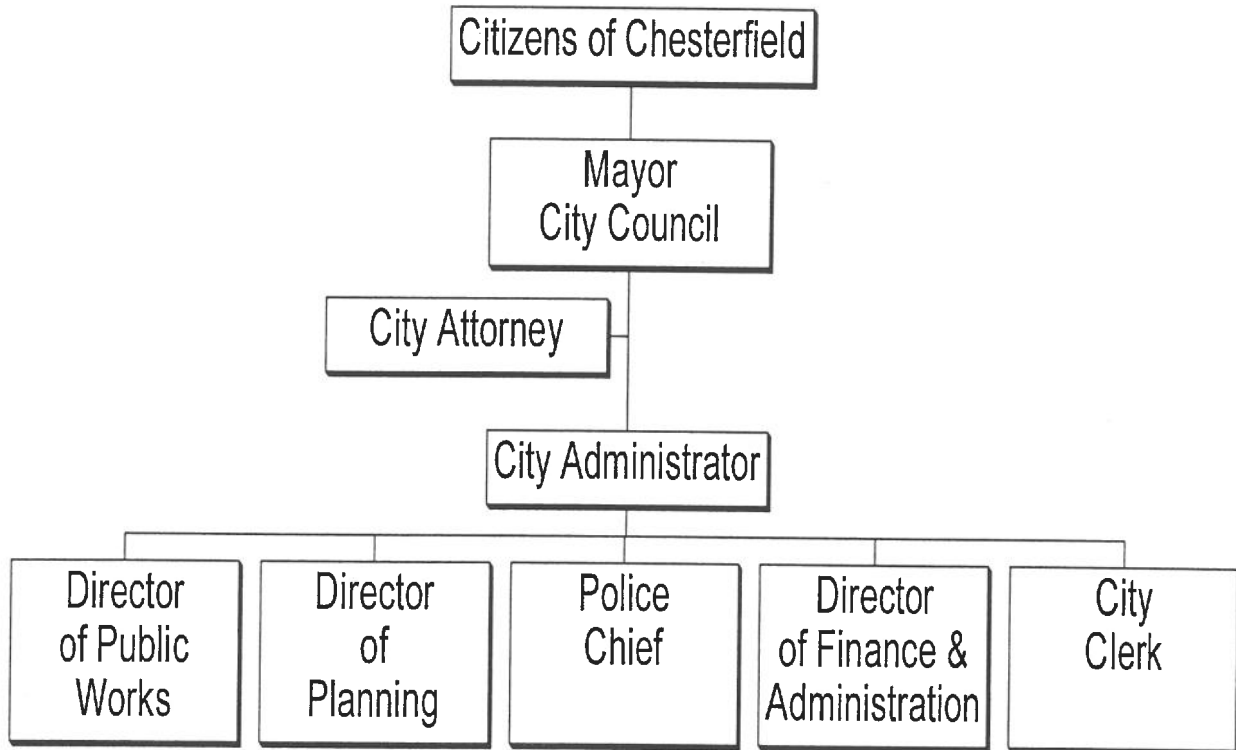 Citizens of Chesterfield
Mayor
City Council
City Attorney
City Administrator
Director
of Public
Works
Director
of
Planning
Police
Chief
Director
of Finance &
Administration
City
Clerk